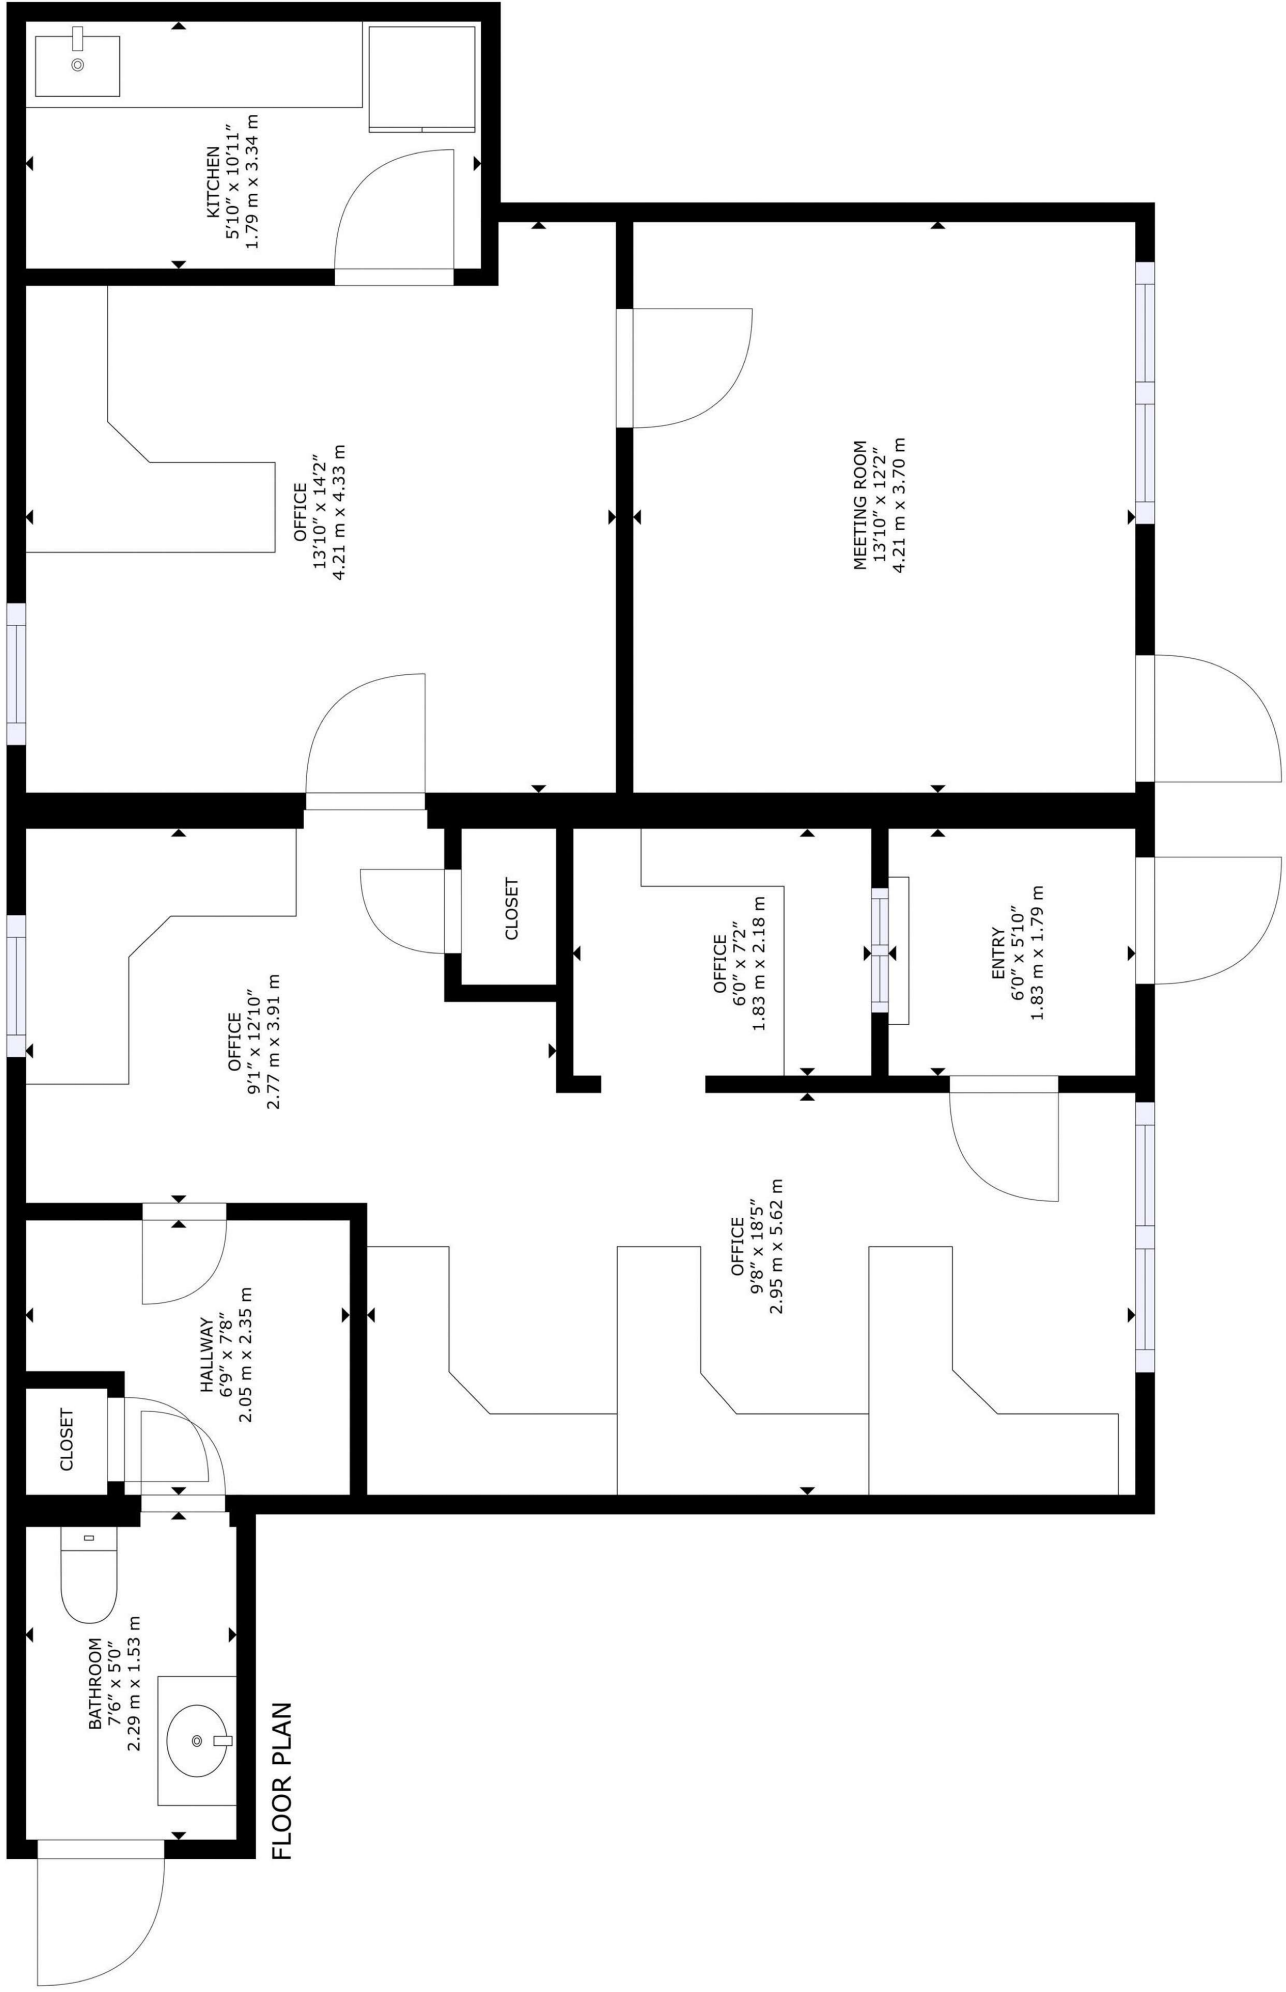 KITCHEN
5'10" x 10'11"
1.79 m x 3.34 m
OFFICE
13'10" x 14'2"
4.21 m x 4.33 m
MEETING ROOM
13'10" x 12'2"
4.21 m x 3.70 m
OFFICE
9'1" x 12'10"
2.77 m x 3.91 m
CLOSET
OFFICE
6'0" x 7'2"
1.83 m x 2.18 m
ENTRY
6'0" x 5'10"
1.83 m x 1.79 m
HALLWAY
6'9" x 7'8"
2.05 m x 2.35 m
CLOSET
OFFICE
9'8" x 18'5"
2.95 m x 5.62 m
BATHROOM
7'6" x 5'0"
2.29 m x 1.53 m
FLOOR PLAN